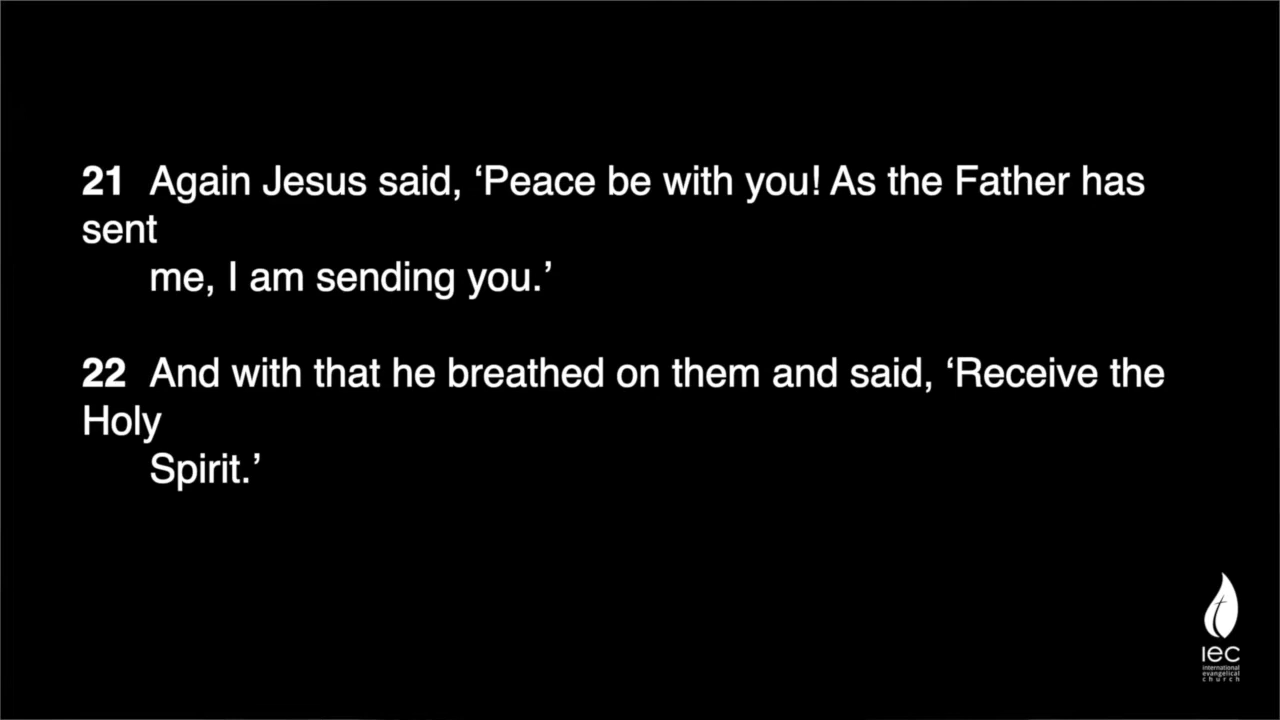 21 Again Jesus said, ‘Peace be with you! As the Father has
sent
me, I am sending you.’
22 And with that he breathed on them and said, ‘Receive the
Holy
Spirit.’
IEC
international
evangelical
church